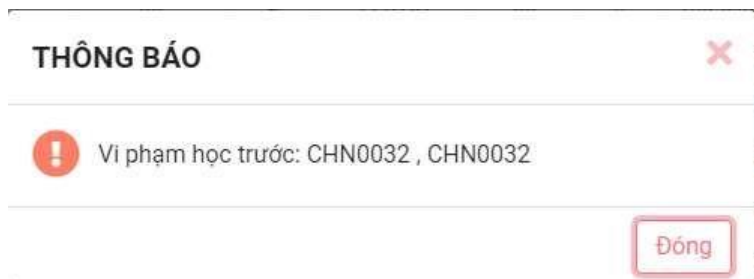 THÔNG BÁO
Vi phạm học trước: CHN0032 , CHN0032
Đóng